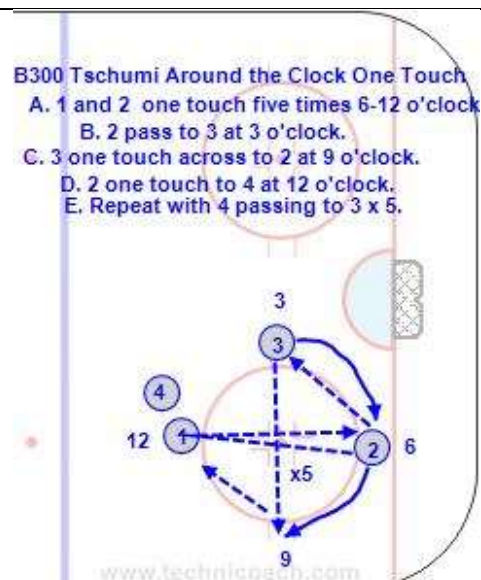 B300 Tschumi Around the Clock One Touch
A. 1 and 2 one touch five times 6-12 o'clock
B. 2 pass to 3 at 3 o'clock.
C. 3 one touch across to 2 at 9 o'clock.
D. 2 one touch to 4 at 12 o'clock.
E. Repeat with 4 passing to 3 x 5.
3
3
4
12
1
2
6
x5
9
www.technicoach.com